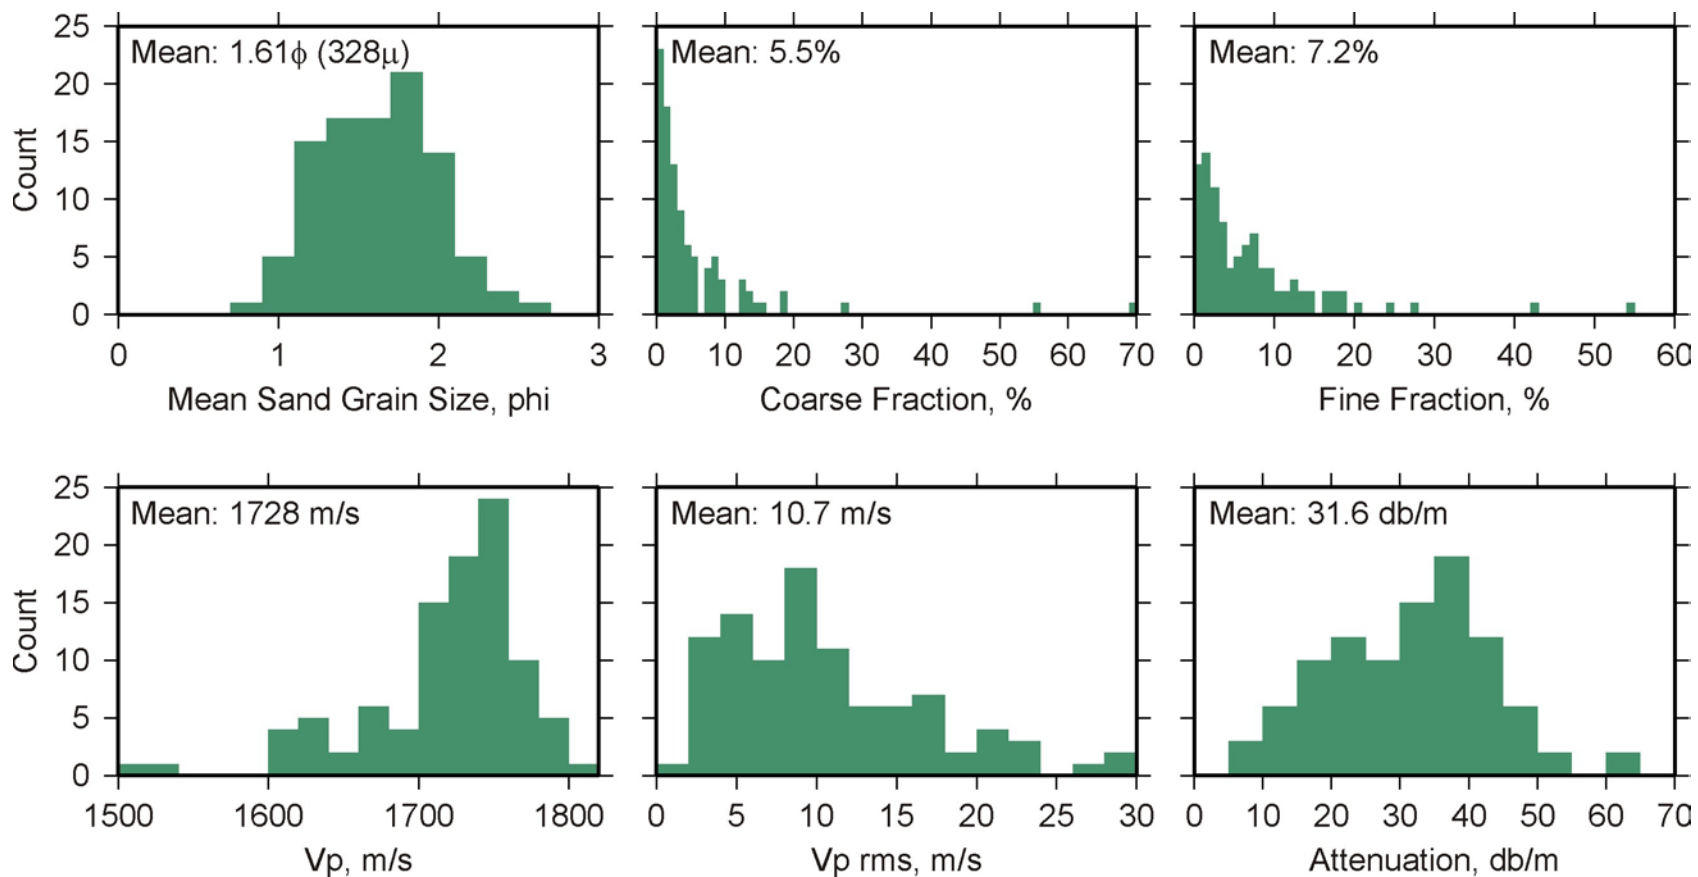 Mean: 1.61ϕ (328μ)
Count
25
20
15
10
5
0
0 1 2 3
Mean Sand Grain Size, phi
Mean: 5.5%
0 10 20 30 40 50 60 70
Coarse Fraction, %
Mean: 7.2%
0 10 20 30 40 50 60
Fine Fraction, %
Mean: 1728 m/s
Count
25
20
15
10
5
0
1500 1600 1700 1800
Vp, m/s
Mean: 10.7 m/s
0 5 10 15 20 25 30
Vp rms, m/s
Mean: 31.6 db/m
0 10 20 30 40 50 60 70
Attenuation, db/m